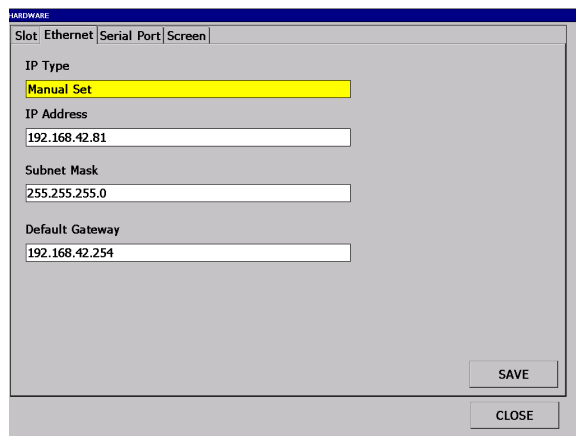 HARDWARE
Slot Ethernet Serial Port Screen
IP Type
Manual Set
IP Address
192.168.42.81
Subnet Mask
255.255.255.0
Default Gateway
192.168.42.254
SAVE
CLOSE